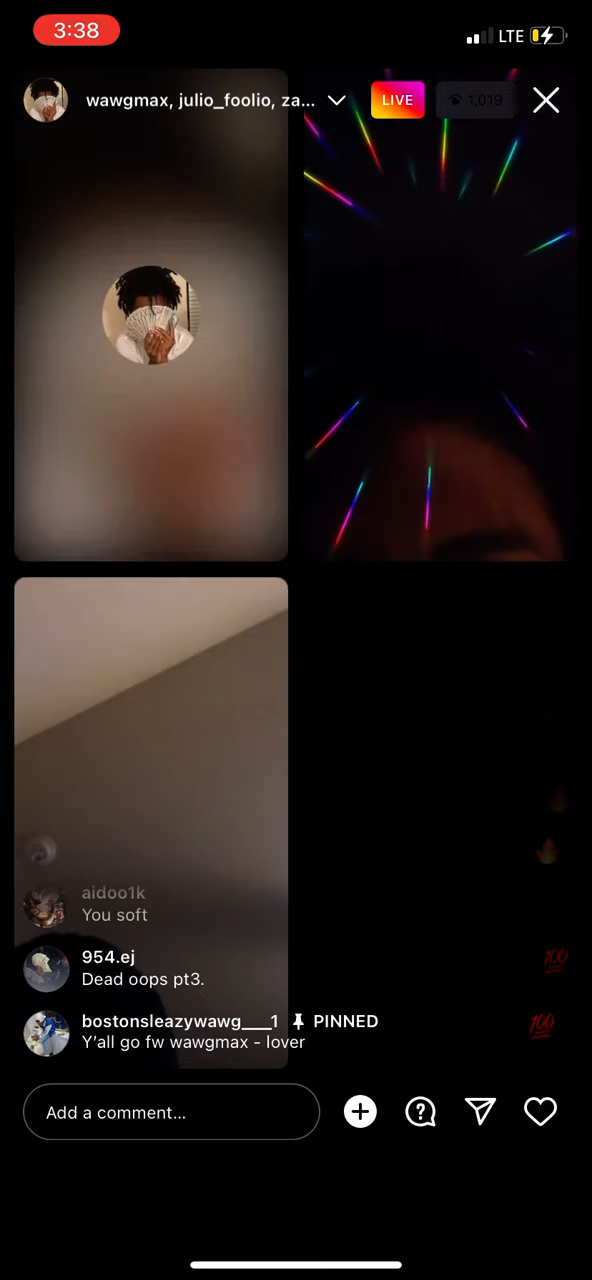 3:38
LTE
wawgmax, julio_foolio, za...
LIVE
1,019
aidoo1k
You soft
954.ej
Dead oops pt3.
bostonsleazywawg___1 PINNED
Y'all go fw wawgmax - lover
Add a comment...